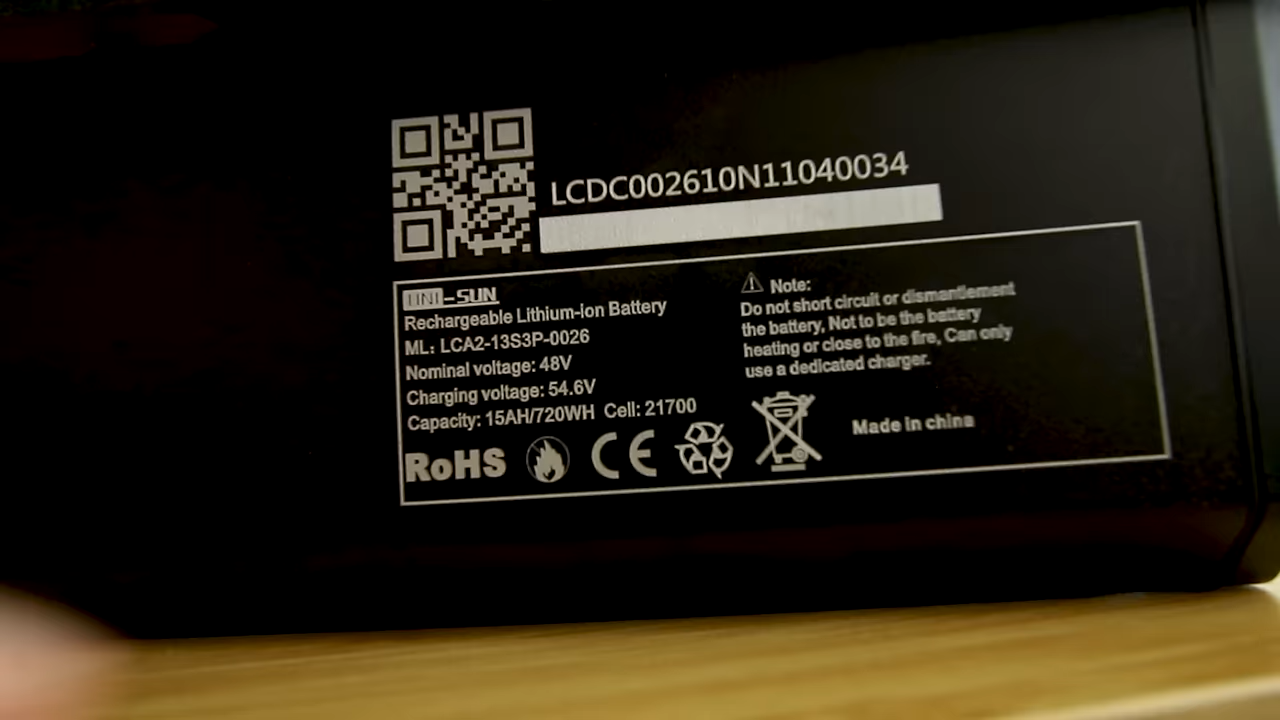 LCDC002610N11040034
UNI-SUN
Rechargeable Lithium-ion Battery
ML: LCA2-13S3P-0026
Nominal voltage: 48V
Charging voltage: 54.6V
Capacity: 15AH/720WH Cell: 21700
RoHS
CE
Note:
Do not short circuit or dismantlement
the battery, Not to be the battery
heating or close to the fire, Can only
use a dedicated charger.
Made in china